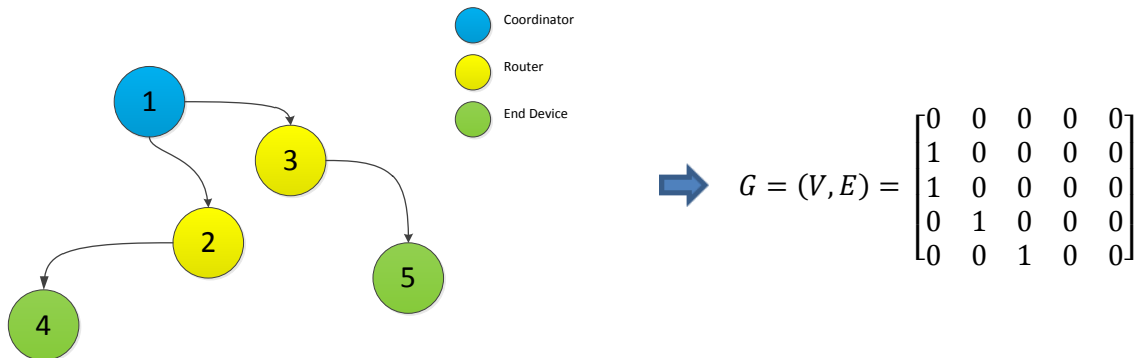 Coordinator
Router
End Device
1
3
2
5
4
G = (V, E) =
0 0 0 0 0
1 0 0 0 0
1 0 0 0 0
0 1 0 0 0
0 0 1 0 0